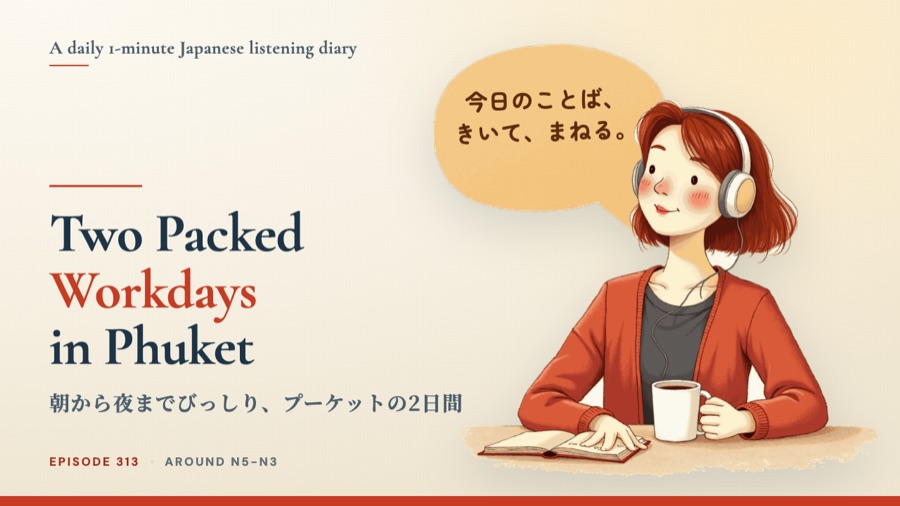 A daily 1-minute Japanese listening diary
今日のことば、
きいて、まねる。
Two Packed
Workdays
in Phuket
朝から夜までびっしり、プーケットの2日間
EPISODE 313 · AROUND N5–N3